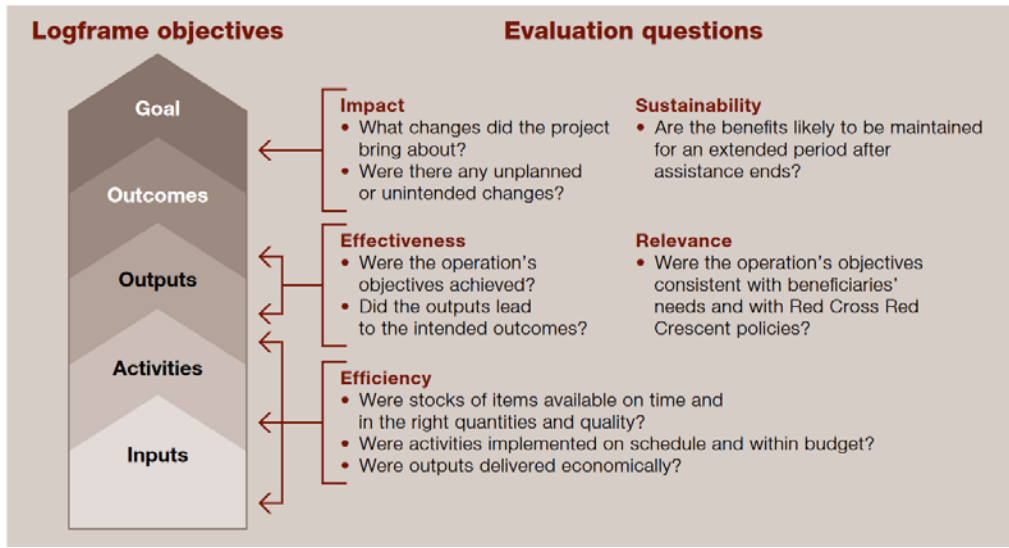 Logframe objectives
Evaluation questions
Goal
Outcomes
Outputs
Activities
Inputs
Impact
• What changes did the project
bring about?
• Were there any unplanned
or unintended changes?
Sustainability
• Are the benefits likely to be maintained
for an extended period after
assistance ends?
Effectiveness
• Were the operation's
objectives achieved?
• Did the outputs lead
to the intended outcomes?
Relevance
• Were the operation's objectives
consistent with beneficiaries'
needs and with Red Cross Red
Crescent policies?
Efficiency
• Were stocks of items available on time and
in the right quantities and quality?
• Were activities implemented on schedule and within budget?
• Were outputs delivered economically?